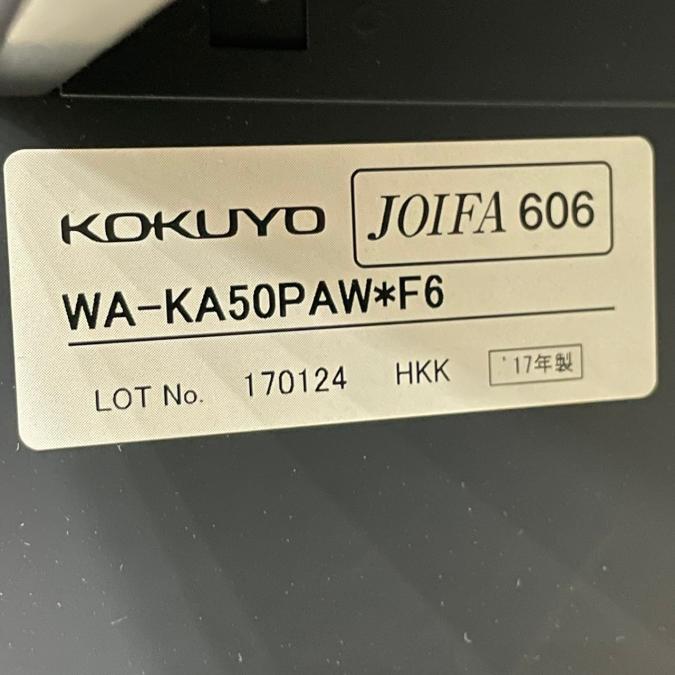 KOKUYO JOIFA 606
WA-KA50PAW*F6
LOT No. 170124 HKK '17年製